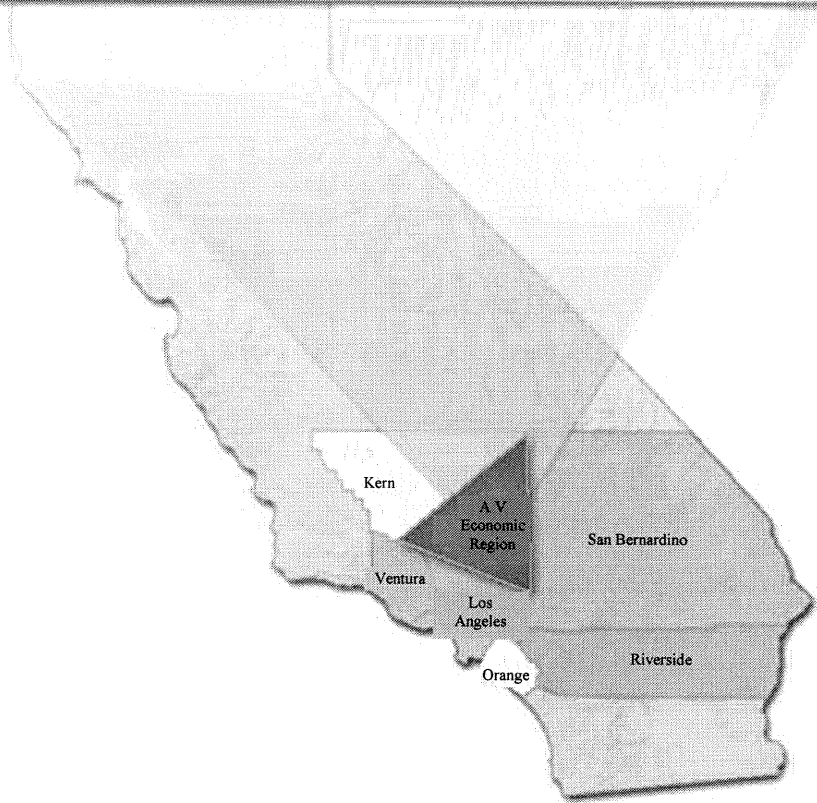 Kern
A V
Economic
Region
San Bernardino
Ventura
Los
Angeles
Riverside
Orange